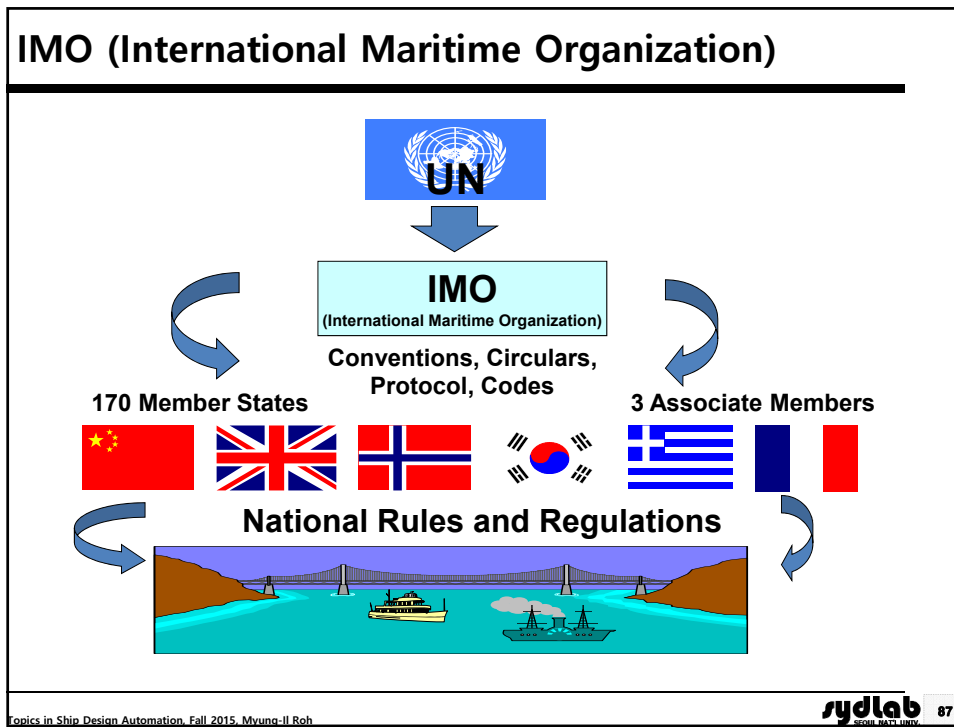 IMO (International Maritime Organization)
UN
IMO
(International Maritime Organization)
Conventions, Circulars,
Protocol, Codes
170 Member States
3 Associate Members
National Rules and Regulations
Topics in Ship Design Automation, Fall 2015, Myung-Il Roh
sydlab
SEOUL NAT'L UNIV.
87